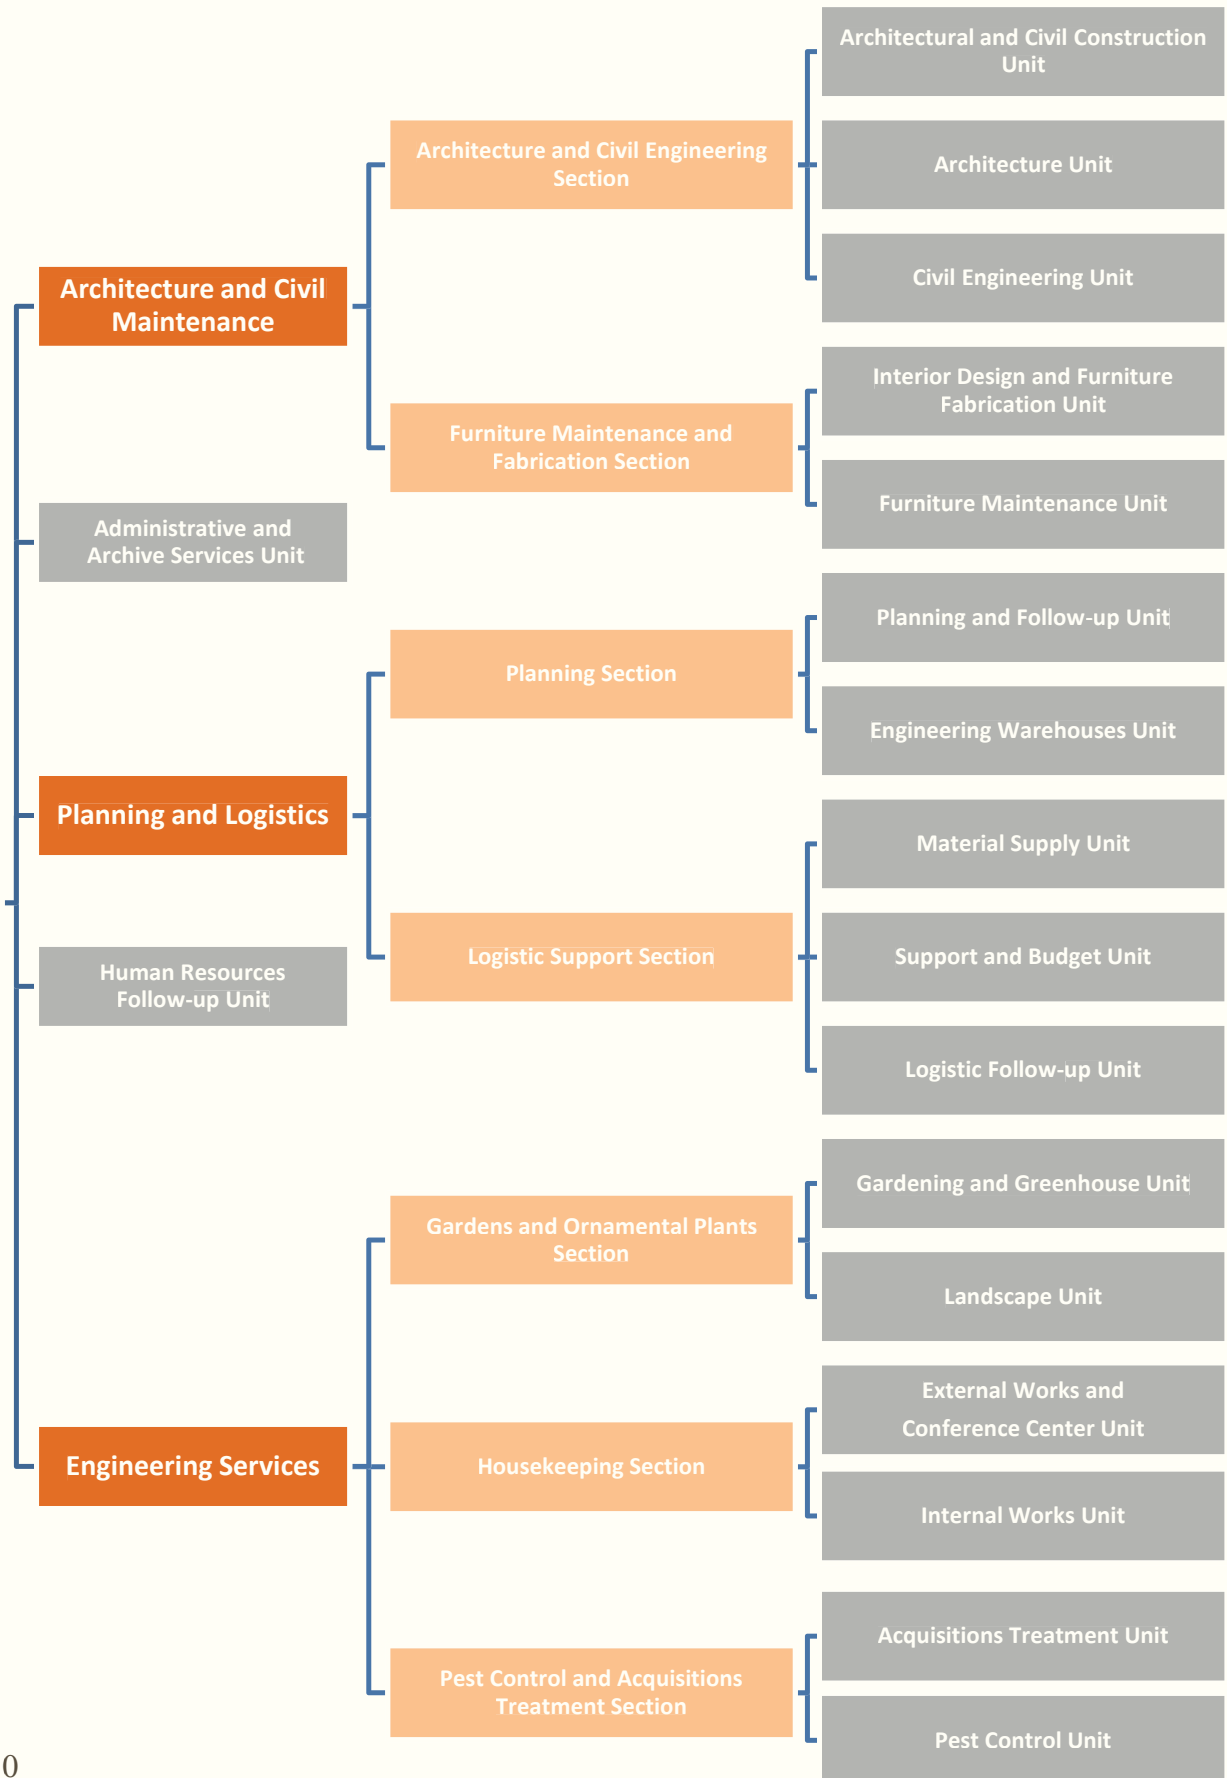 Architectural and Civil Construction
Unit
Architecture and Civil Engineering
Section
Architecture Unit
Civil Engineering Unit
Architecture and Civil
Maintenance
Interior Design and Furniture
Fabrication Unit
Furniture Maintenance and
Fabrication Section
Furniture Maintenance Unit
Administrative and
Archive Services Unit
Planning and Follow-up Unit
Planning Section
Engineering Warehouses Unit
Planning and Logistics
Material Supply Unit
Logistic Support Section
Support and Budget Unit
Human Resources
Follow-up Unit
Logistic Follow-up Unit
Gardening and Greenhouse Unit
Gardens and Ornamental Plants
Section
Landscape Unit
External Works and
Conference Center Unit
Engineering Services
Housekeeping Section
Internal Works Unit
Acquisitions Treatment Unit
Pest Control and Acquisitions
Treatment Section
Pest Control Unit
0